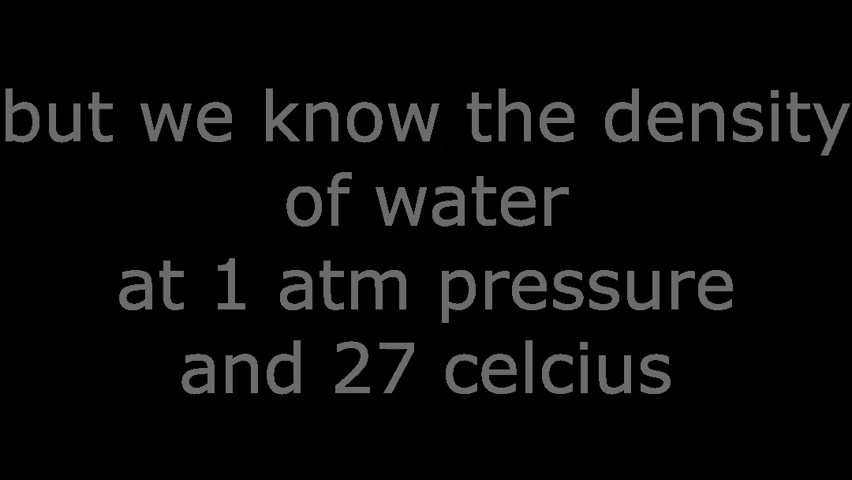 but we know the density
of water
at 1 atm pressure
and 27 celcius